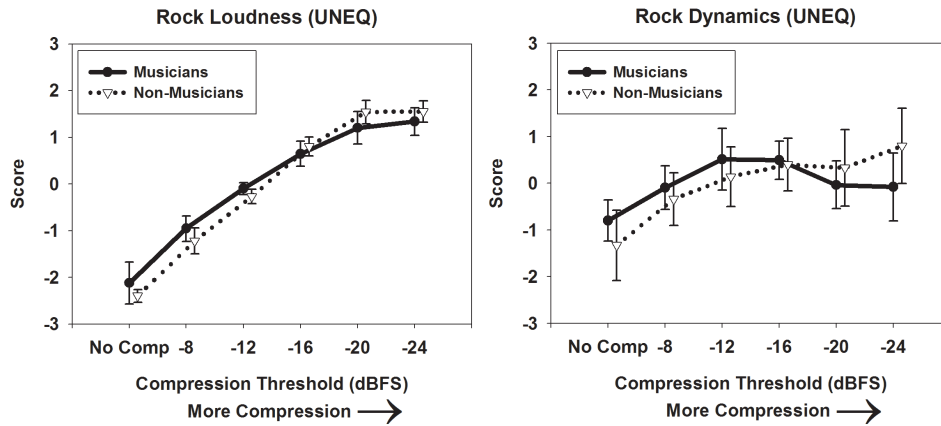 Rock Loudness (UNEQ)
3
2
1
0
-1
-2
-3
Score
Musicians
Non-Musicians
No Comp -8 -12 -16 -20 -24
Compression Threshold (dBFS)
More Compression
Rock Dynamics (UNEQ)
3
2
1
0
-1
-2
-3
Score
Musicians
Non-Musicians
No Comp -8 -12 -16 -20 -24
Compression Threshold (dBFS)
More Compression